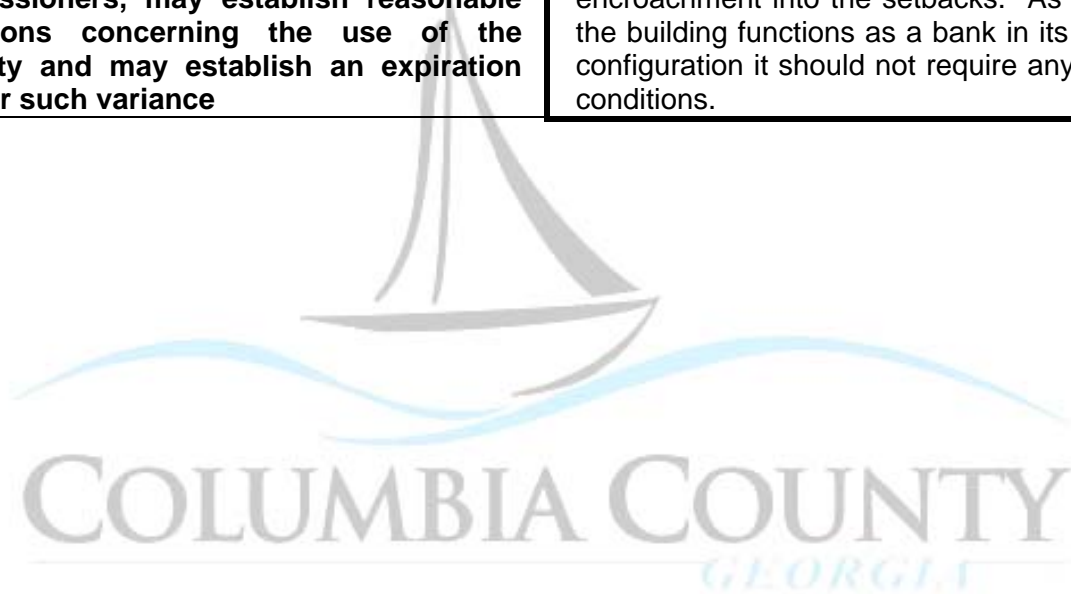 ssioners, may establish reasonable
ons concerning the use of the
ty and may establish an expiration
r such variance
encroachment into the setbacks. As
the building functions as a bank in its
configuration it should not require any
conditions.
COLUMBIA COUNTY
GEORGIA